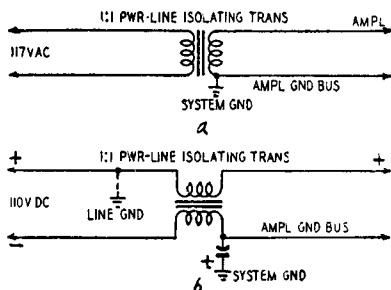 1:1 PWR-LINE ISOLATING TRANS
AMPL
117VAC
AMPL GND BUS
SYSTEM GND
a
1:1 PWR-LINE ISOLATING TRANS
+ +
110V DC
LINE GND
AMPL GND BUS
−
+
SYSTEM GND
b